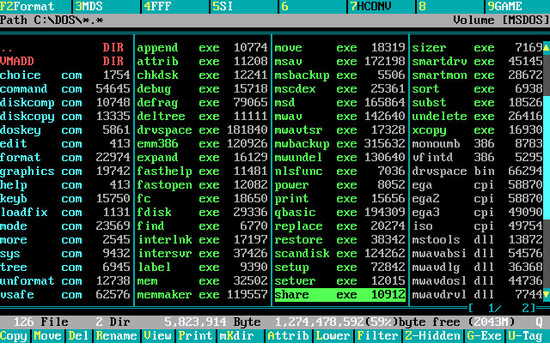 F2Format 3MDS 4FFF 5SI 6 7HCONV 8 9GAME
Path C:\DOS\*.* Volume [MSDOS]
.. DIR append exe 10774 move exe 18319 sizer exe 7169
VMADD DIR attrib exe 11208 msav exe 172198 smartdrv exe 45145
choice com 1754 chkdsk exe 12241 msbackup exe 5506 smartmon exe 28672
command com 54645 debug exe 15718 mscdex exe 25361 sort exe 6938
diskcomp com 10748 defrag exe 79065 msd exe 165864 subst exe 18526
diskcopy com 13335 deltree exe 11111 muav exe 142640 undelete exe 26416
doskey com 5861 drvspace exe 181840 mwavtsr exe 17328 xcopy exe 16930
edit com 413 emm386 exe 120926 mwbackup exe 315632 monoumb 386 8783
format com 22974 expand exe 16129 mwundel exe 130640 vfintd 386 5295
graphics com 19742 fasthelp exe 11481 nlsfunc exe 7036 drvspace bin 66294
help com 413 fastopen exe 12082 power exe 8052 ega cpi 58870
keyb com 15750 fc exe 18650 print exe 15656 ega2 cpi 58870
loadfix com 1131 fdisk exe 29336 qbasic exe 194309 ega3 cpi 49090
mode com 23569 find exe 6770 replace exe 20274 iso cpi 49754
more com 2545 interlnk exe 17197 restore exe 38342 mstools dll 13872
sys com 9432 intersvr exe 37426 scandisk exe 124262 mwavabsi dll 54576
tree com 6945 label exe 9390 setup exe 72842 mwavdlg dll 36368
unformat com 12738 mem exe 32502 setver exe 12015 mwavdosl dll 44736
vsafe com 62576 memmaker exe 119557 share exe 10912 mwavdrvl dll 7744
[ 1/ 2]
126 File 2 Dir 5,823,914 Byte 1,274,478,592(59%)byte free (2043M) Q
Copy Move Del Rename View Print mKdir Attrib Lower Filter Z-Hidden G-Exe U-Tag